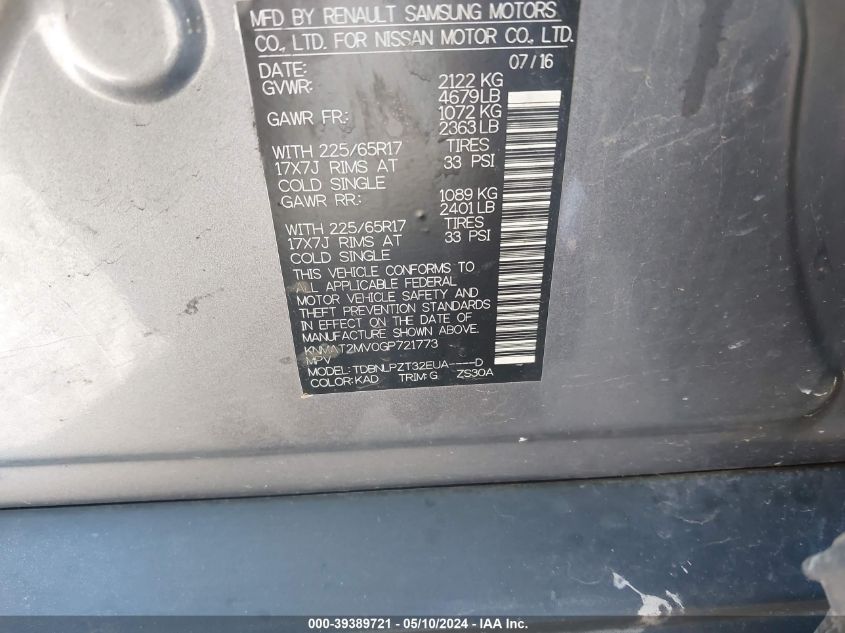 MFD BY RENAULT SAMSUNG MOTORS
CO., LTD. FOR NISSAN MOTOR CO., LTD.
DATE: 07/16
GVWR: 2122 KG
4679LB
GAWR FR: 1072 KG
2363LB
WITH 225/65R17 TIRES
17X7J RIMS AT 33 PSI
COLD SINGLE
GAWR RR: 1089 KG
2401LB
WITH 225/65R17 TIRES
17X7J RIMS AT 33 PSI
COLD SINGLE
THIS VEHICLE CONFORMS TO
ALL APPLICABLE FEDERAL
MOTOR VEHICLE SAFETY AND
THEFT PREVENTION STANDARDS
IN EFFECT ON THE DATE OF
MANUFACTURE SHOWN ABOVE.
KNMAT2MV0GP721773
MPV
MODEL: TDBNLPZT32EUA----D
COLOR:KAD TRIM:G ZS30A
000-39389721 - 05/10/2024 - IAA Inc.